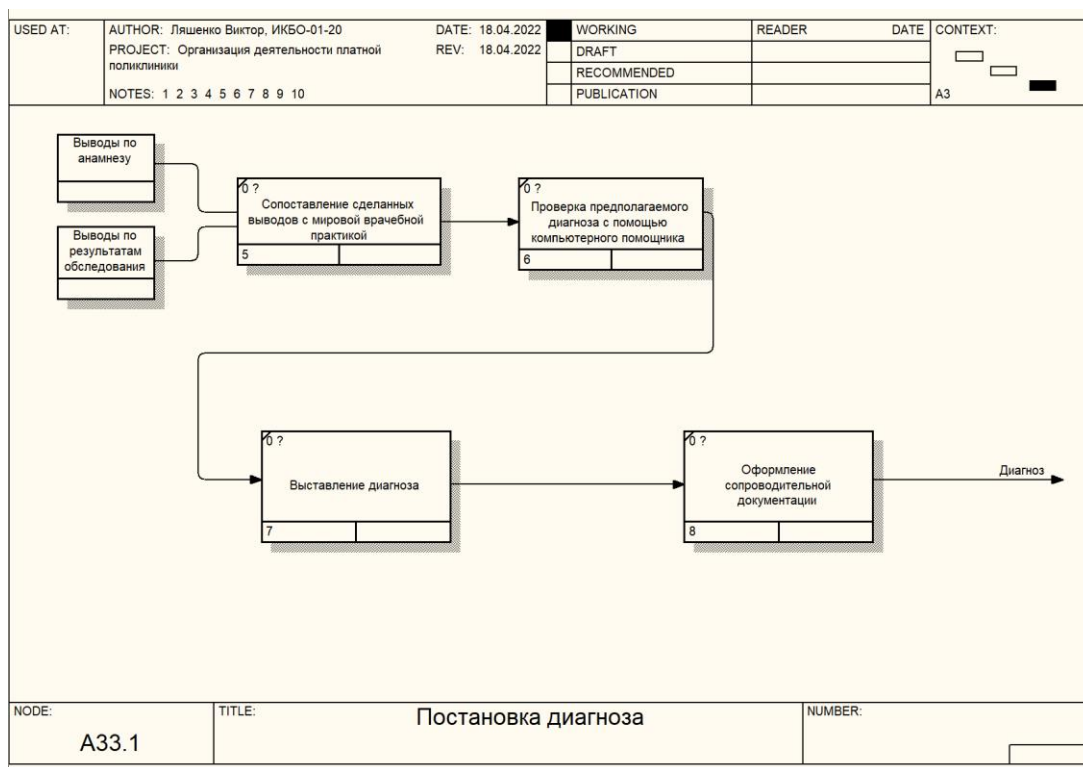 USED AT:
AUTHOR: Ляшенко Виктор, ИКБО-01-20
DATE: 18.04.2022
PROJECT: Организация деятельности платной
поликлиники
REV: 18.04.2022
NOTES: 1 2 3 4 5 6 7 8 9 10
WORKING
DRAFT
RECOMMENDED
PUBLICATION
READER
DATE
CONTEXT:
A3
Выводы по
анамнезу
Выводы по
результатам
обследования
0 ?
Сопоставление сделанных
выводов с мировой врачебной
практикой
5
0 ?
Проверка предполагаемого
диагноза с помощью
компьютерного помощника
6
0 ?
Выставление диагноза
7
0 ?
Оформление
сопроводительной
документации
8
Диагноз
NODE:
A33.1
TITLE:
Постановка диагноза
NUMBER: